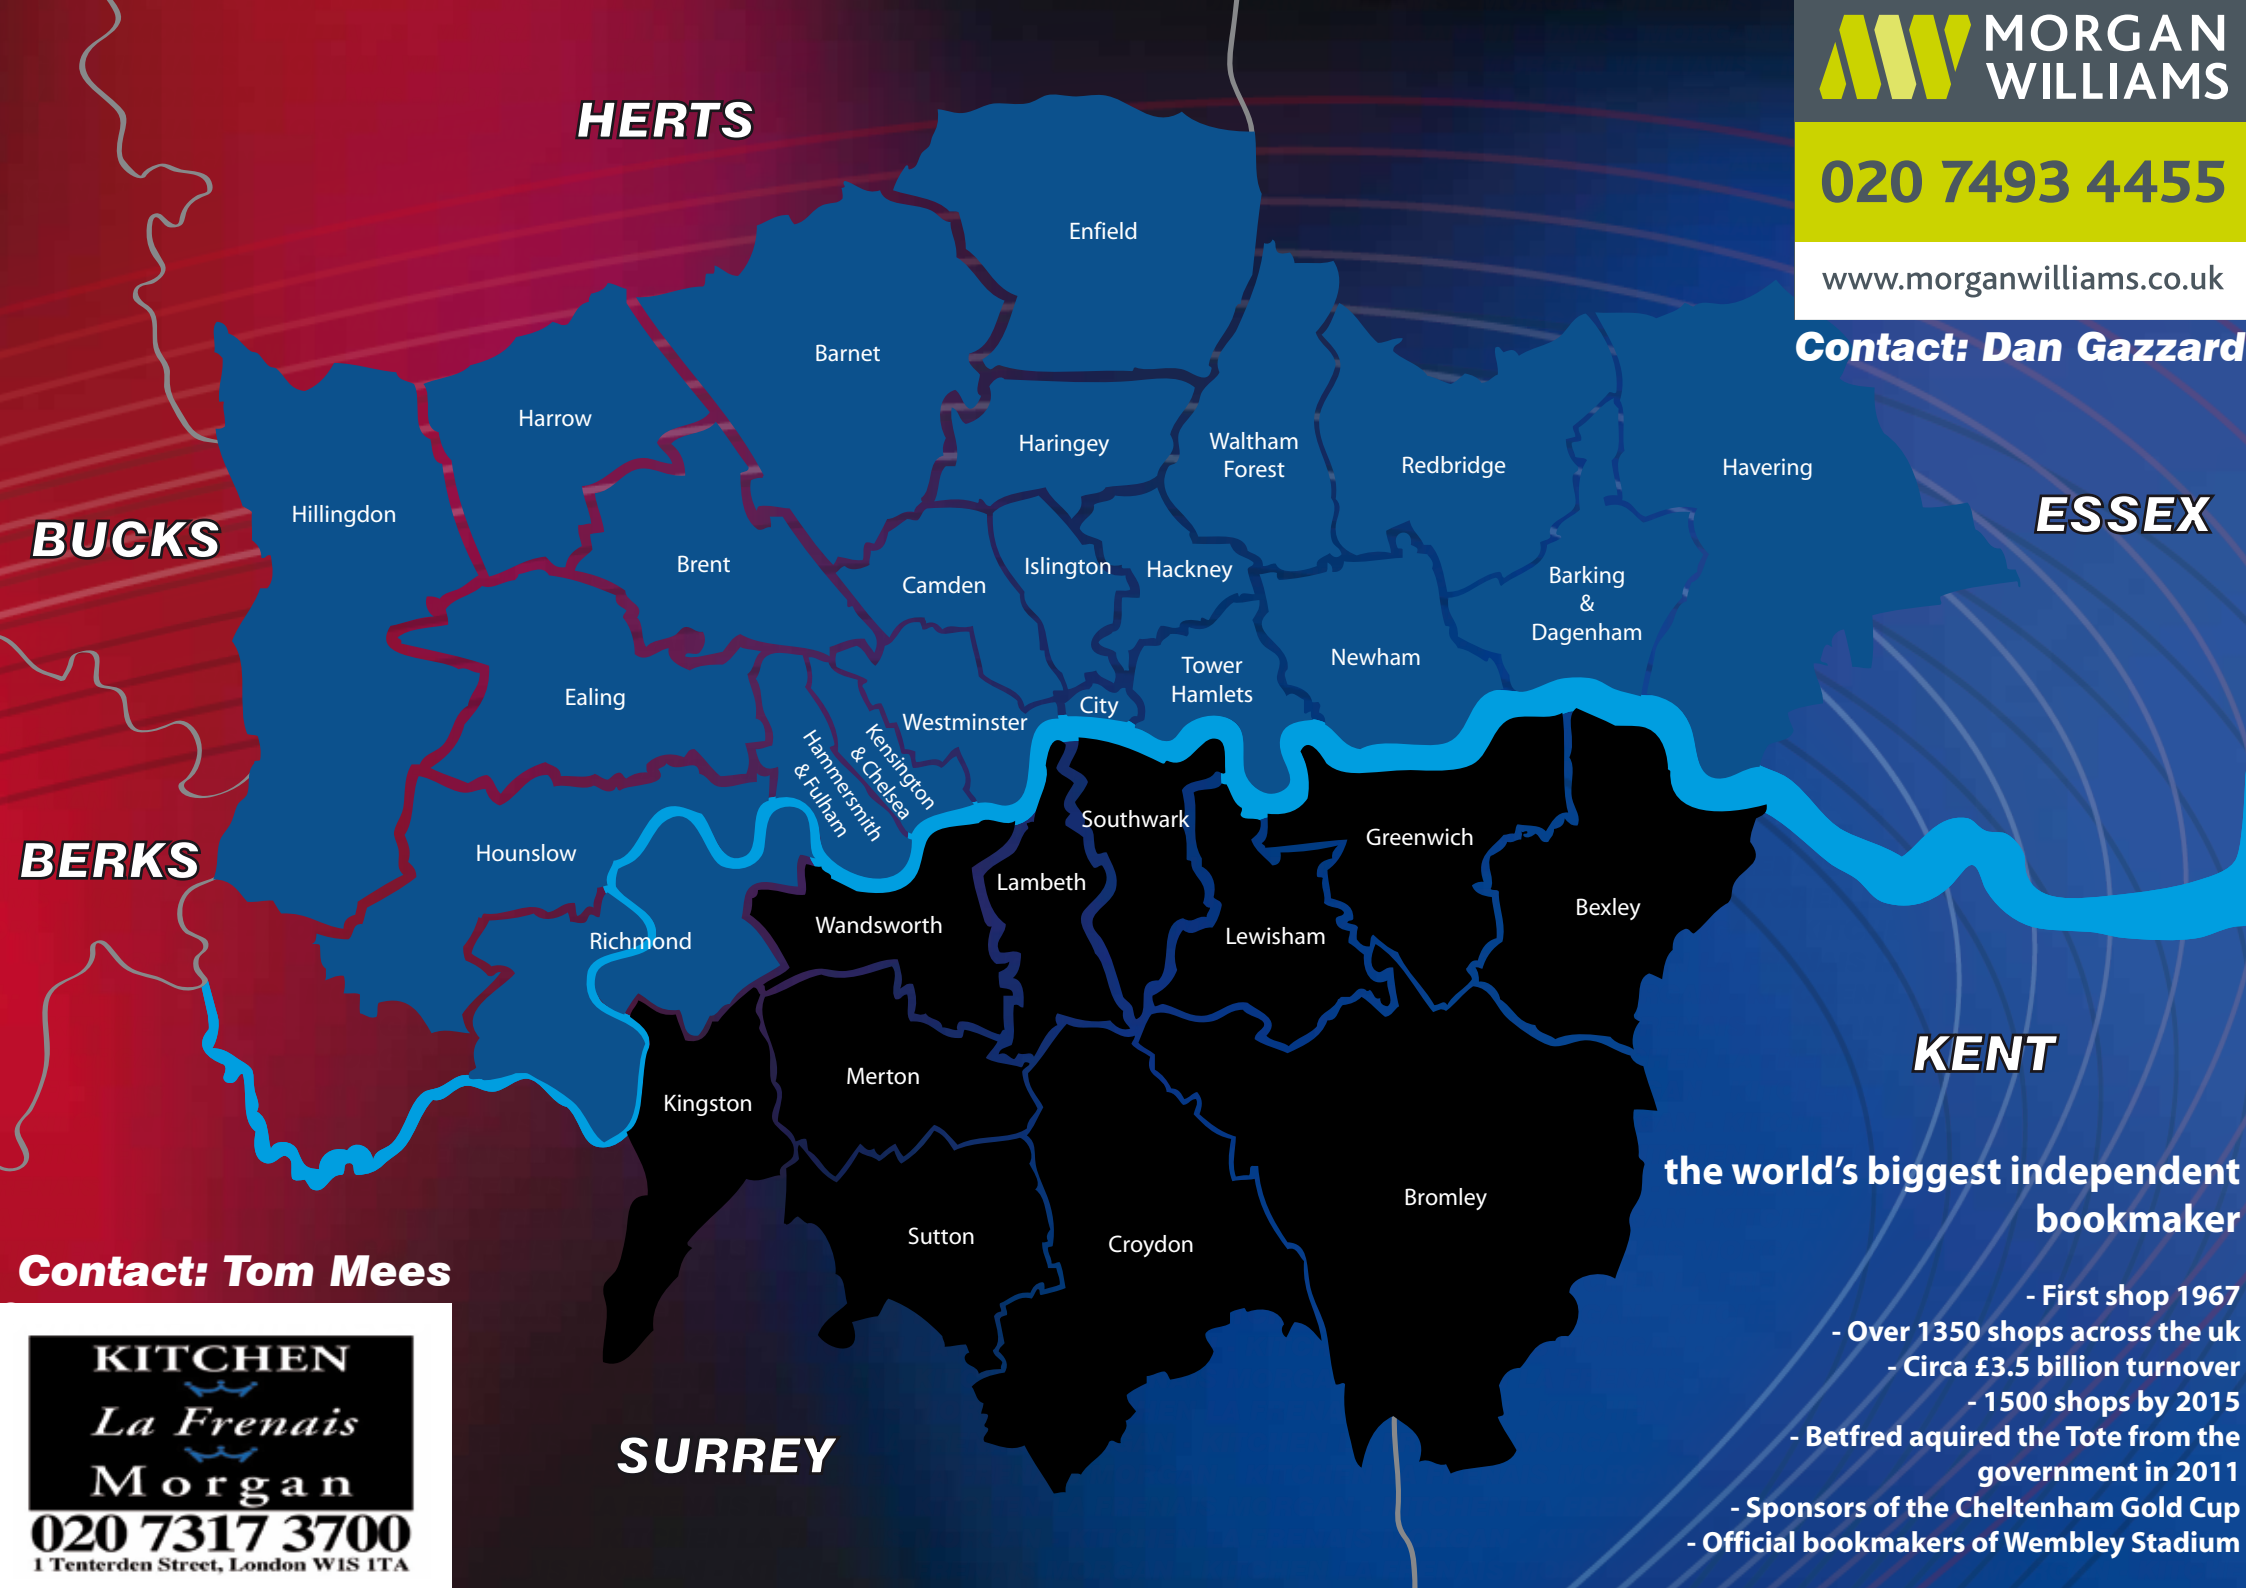 MORGAN
WILLIAMS
020 7493 4455
www.morganwilliams.co.uk
Contact: Dan Gazzard
HERTS
BUCKS
BERKS
ESSEX
KENT
SURREY
Enfield
Barnet
Harrow
Haringey
Waltham
Forest
Redbridge
Havering
Hillingdon
Brent
Camden
Islington
Hackney
Barking
&
Dagenham
Newham
Tower
Hamlets
Ealing
Westminster
City
Kensington
& Chelsea
Hammersmith
& Fulham
Hounslow
Richmond
Southwark
Greenwich
Lambeth
Bexley
Wandsworth
Lewisham
Merton
Kingston
Sutton
Croydon
Bromley
the world’s biggest independent
bookmaker
- First shop 1967
- Over 1350 shops across the uk
- Circa £3.5 billion turnover
- 1500 shops by 2015
- Betfred aquired the Tote from the
government in 2011
- Sponsors of the Cheltenham Gold Cup
- Official bookmakers of Wembley Stadium
Contact: Tom Mees
KITCHEN
La Frenais
Morgan
020 7317 3700
1 Tenterden Street, London W1S 1TA